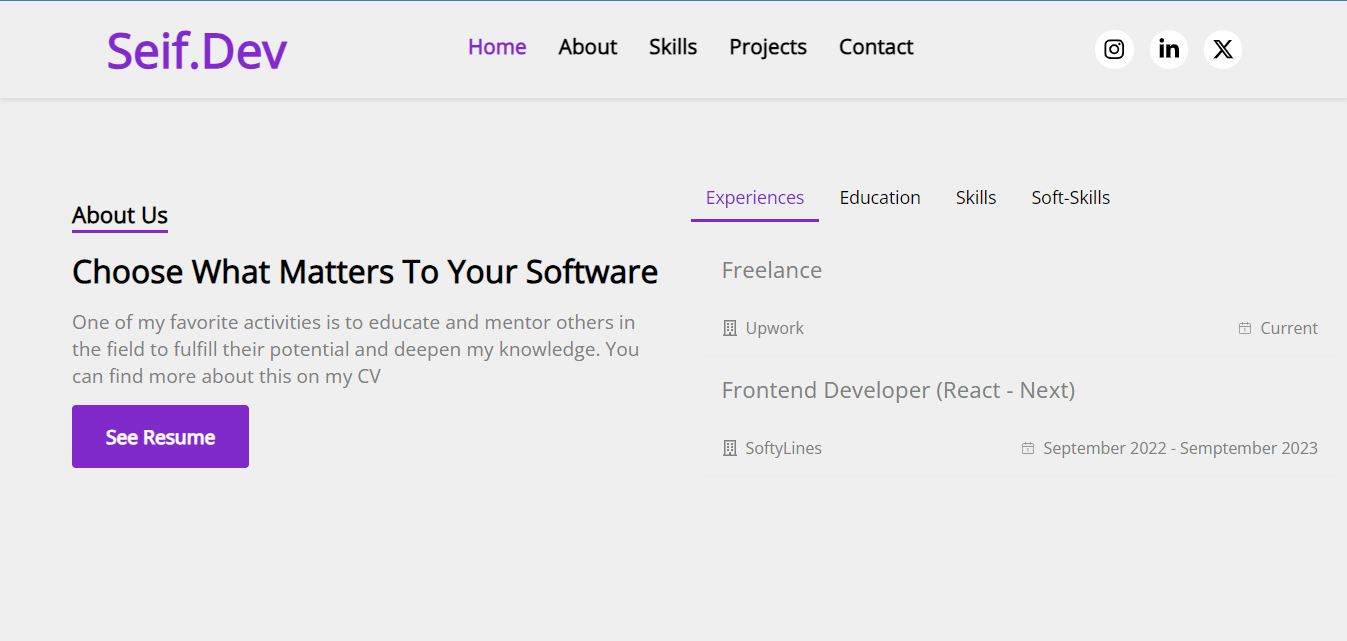 Seif.Dev
Home About Skills Projects Contact
About Us
Choose What Matters To Your Software
One of my favorite activities is to educate and mentor others in
the field to fulfill their potential and deepen my knowledge. You
can find more about this on my CV
See Resume
Experiences Education Skills Soft-Skills
Freelance
Upwork Current
Frontend Developer (React - Next)
SoftyLines September 2022 - Semptember 2023